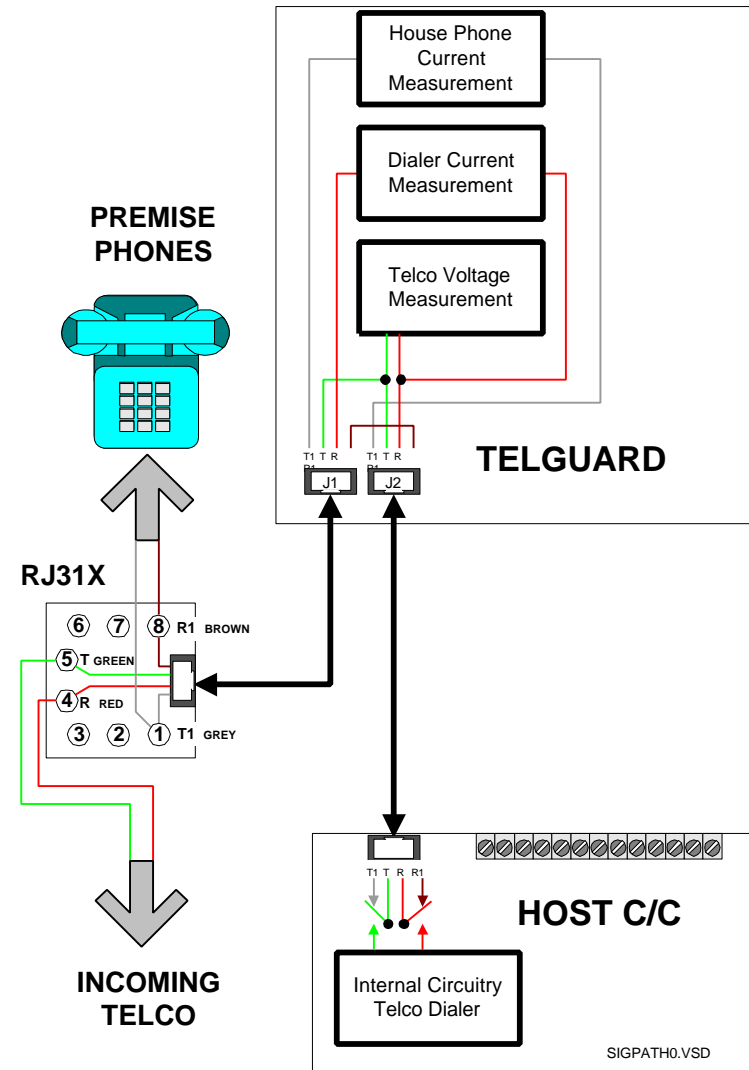 House Phone
Current
Measurement
Dialer Current
Measurement
Telco Voltage
Measurement
PREMISE
PHONES
T1 T R
R1
T1 T R
R1
J1
J2
TELGUARD
RJ31X
6 7 8 R1 BROWN
5 T GREEN
4 R RED
3 2 1 T1 GREY
T1 T R R1
HOST C/C
Internal Circuitry
Telco Dialer
INCOMING
TELCO
SIGPATH0.VSD